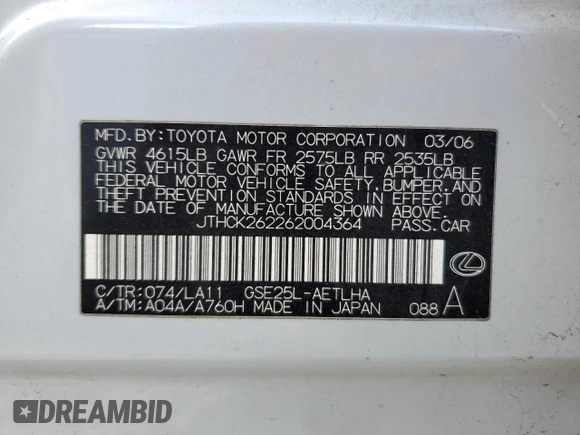 MFD. BY: TOYOTA MOTOR CORPORATION 03/06
GVWR 4615LB GAWR FR 2575LB RR 2535LB
THIS VEHICLE CONFORMS TO ALL APPLICABLE
FEDERAL MOTOR VEHICLE SAFETY, BUMPER, AND
THEFT PREVENTION STANDARDS IN EFFECT ON
THE DATE OF MANUFACTURE SHOWN ABOVE.
JTHCK262262004364 PASS. CAR
C/TR: 074/LA11 GSE25L-AETLHA
A/TM: A04A/A760H MADE IN JAPAN 088 A
DREAMBID